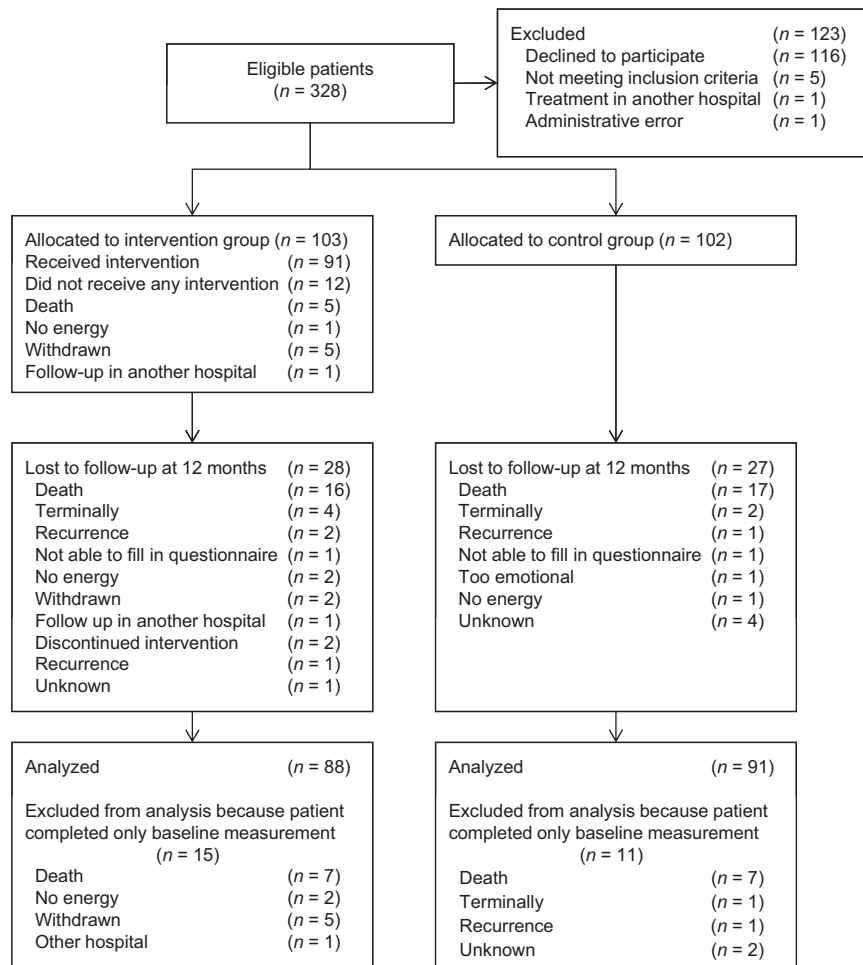 Eligible patients
(n = 328)
Excluded (n = 123)
Declined to participate (n = 116)
Not meeting inclusion criteria (n = 5)
Treatment in another hospital (n = 1)
Administrative error (n = 1)
Allocated to intervention group (n = 103)
Received intervention (n = 91)
Did not receive any intervention (n = 12)
Death (n = 5)
No energy (n = 1)
Withdrawn (n = 5)
Follow-up in another hospital (n = 1)
Allocated to control group (n = 102)
Lost to follow-up at 12 months (n = 28)
Death (n = 16)
Terminally (n = 4)
Recurrence (n = 2)
Not able to fill in questionnaire (n = 1)
No energy (n = 2)
Withdrawn (n = 2)
Follow up in another hospital (n = 1)
Discontinued intervention (n = 2)
Recurrence (n = 1)
Unknown (n = 1)
Lost to follow-up at 12 months (n = 27)
Death (n = 17)
Terminally (n = 2)
Recurrence (n = 1)
Not able to fill in questionnaire (n = 1)
Too emotional (n = 1)
No energy (n = 1)
Unknown (n = 4)
Analyzed (n = 88)
Excluded from analysis because patient
completed only baseline measurement
(n = 15)
Death (n = 7)
No energy (n = 2)
Withdrawn (n = 5)
Other hospital (n = 1)
Analyzed (n = 91)
Excluded from analysis because patient
completed only baseline measurement
(n = 11)
Death (n = 7)
Terminally (n = 1)
Recurrence (n = 1)
Unknown (n = 2)